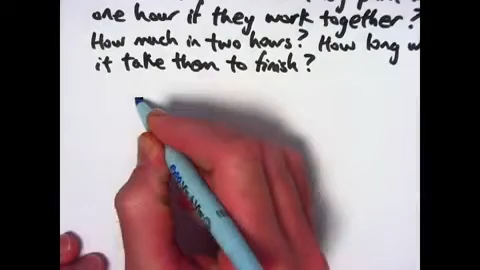 one hour if they work together?
How much in two hours? How long
it take them to finish?